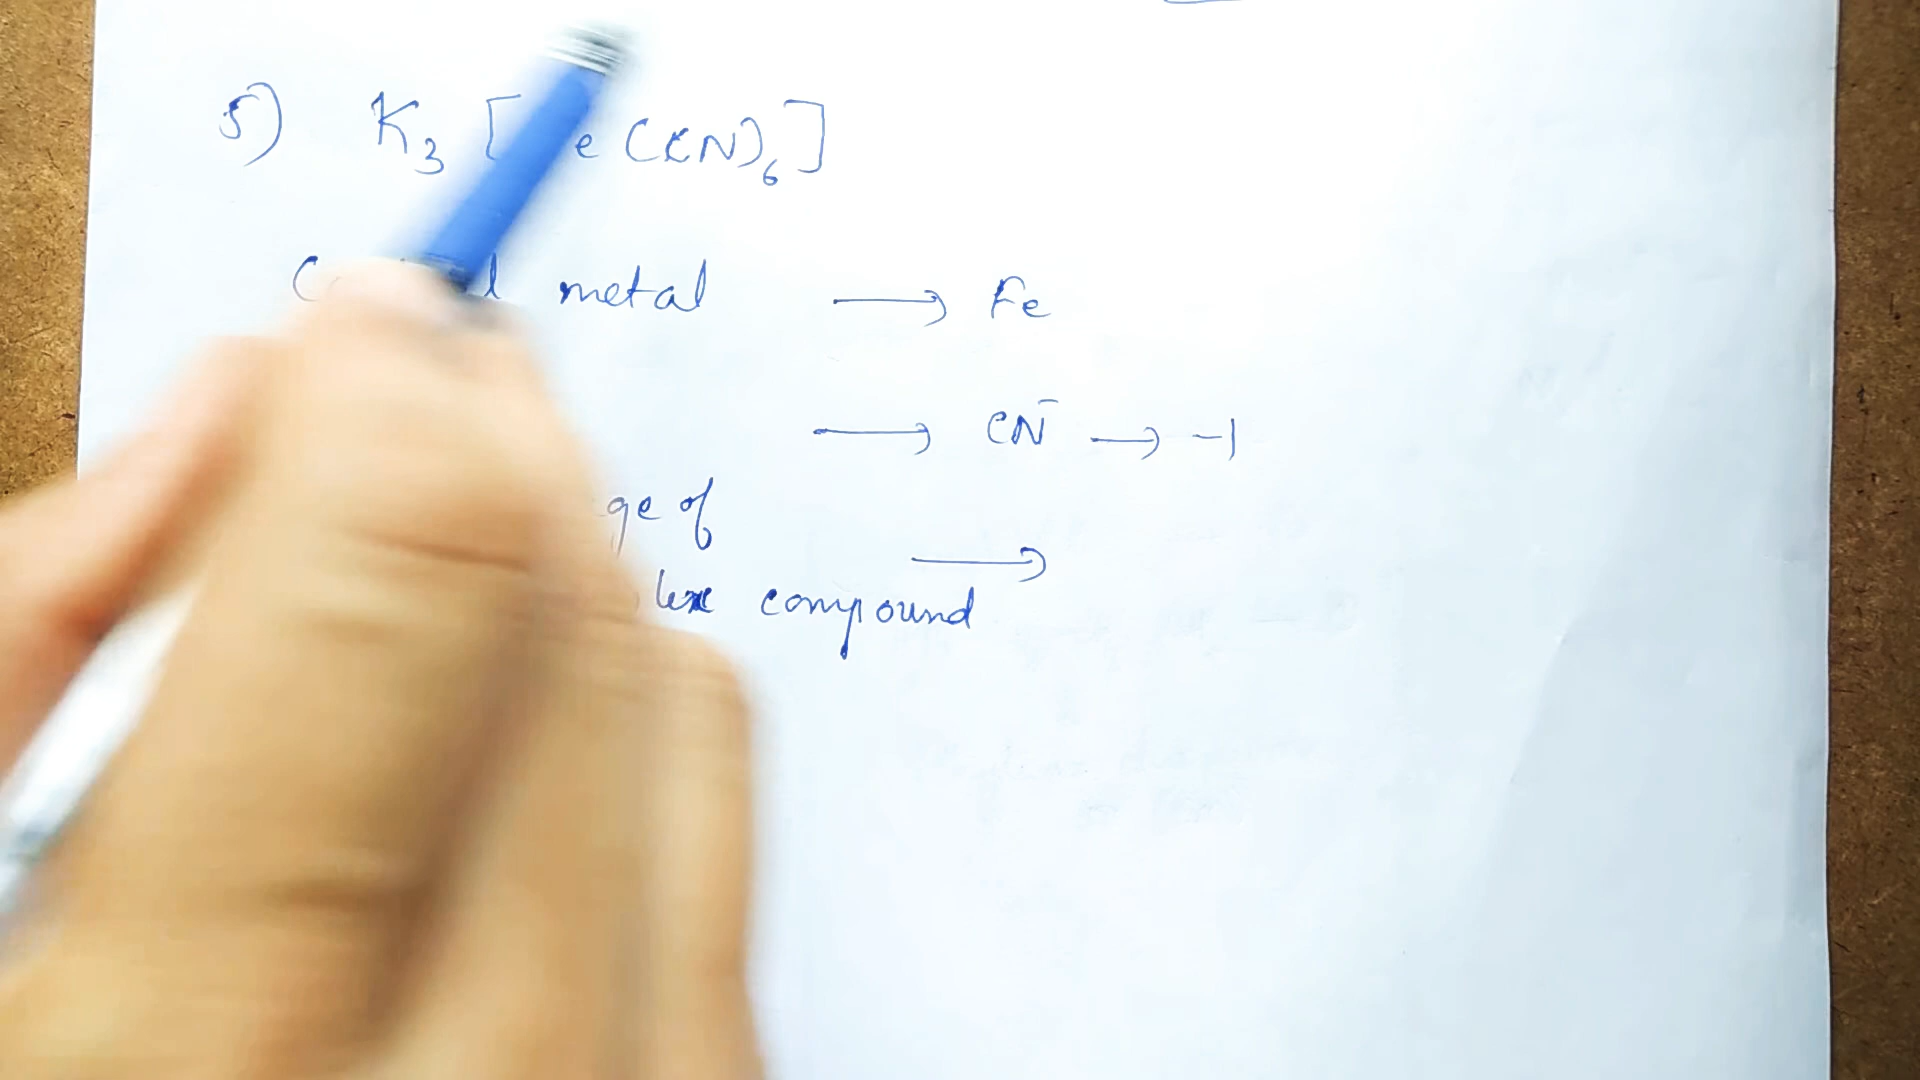 5) K3 [ e (CN)6]
metal → Fe
→ CN⁻ → -1
ge of
→
compound